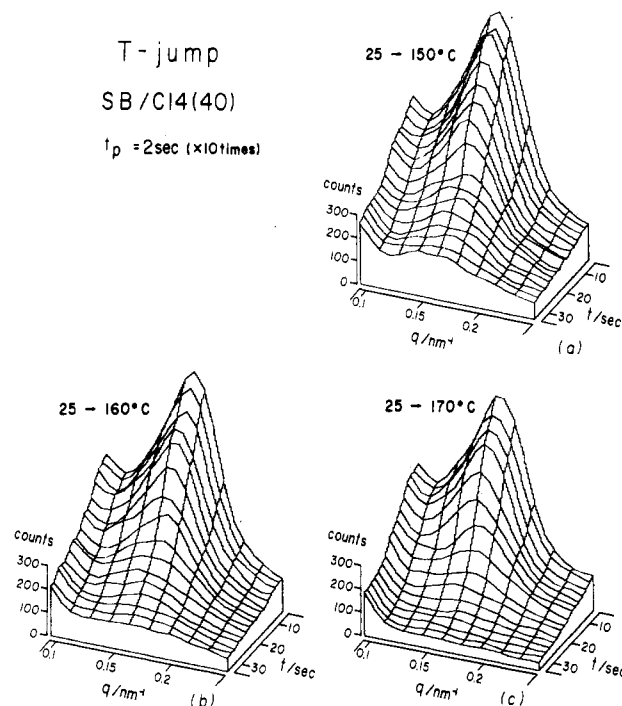 T-jump
SB/C14(40)
tp = 2sec (×10 times)
25 → 150°C
counts
300
200
100
0
0.1
0.15
0.2
q/nm⁻¹
10
20
30
t/sec
(a)
25 → 160°C
counts
300
200
100
0
0.1
0.15
0.2
q/nm⁻¹
10
20
30
t/sec
(b)
25 → 170°C
counts
300
200
100
0
0.1
0.15
0.2
q/nm⁻¹
10
20
30
t/sec
(c)